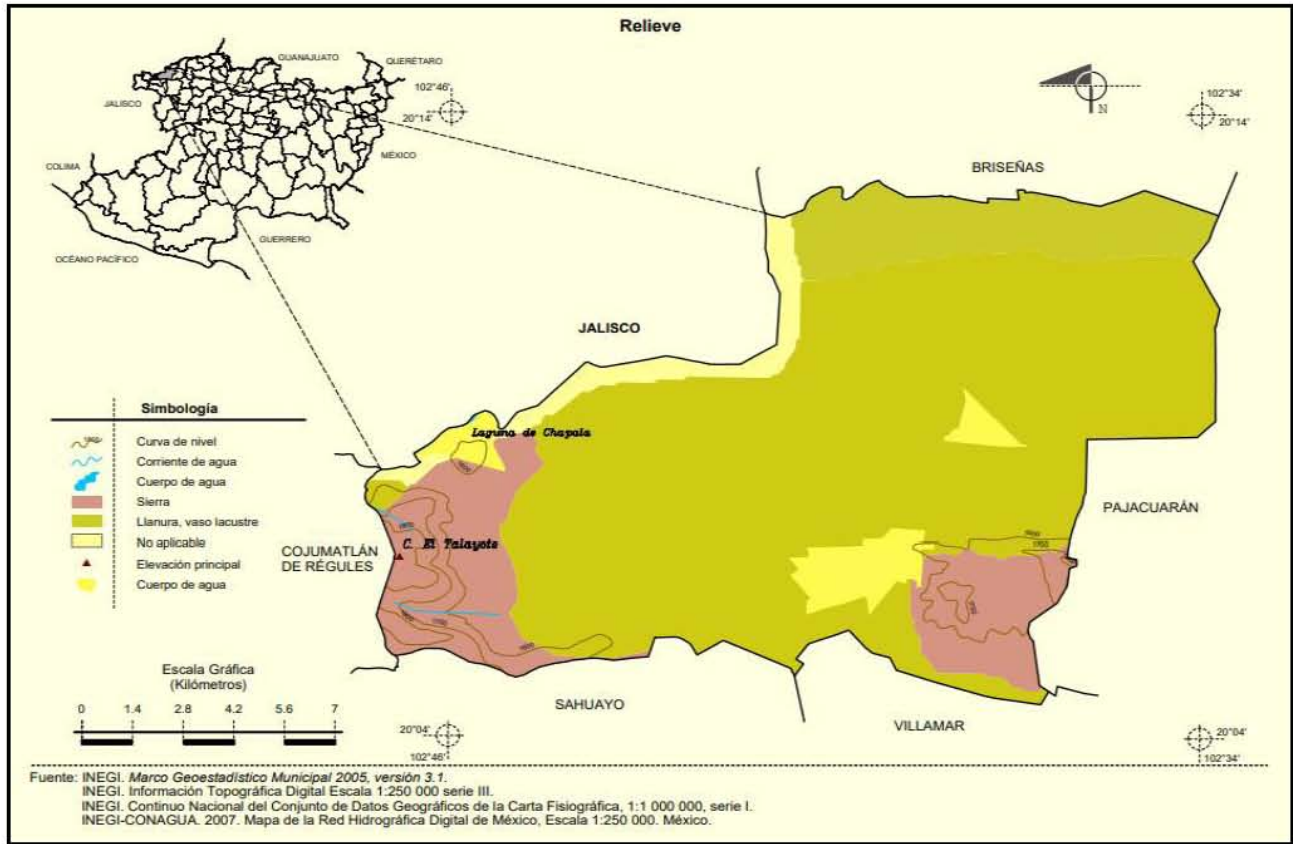 Relieve
GUANAJUATO
QUERÉTARO
JALISCO
MÉXICO
COLIMA
GUERRERO
OCÉANO PACÍFICO
102°46'
20°14'
N
102°34'
20°14'
BRISEÑAS
JALISCO
Laguna de Chapala
1600
PAJACUARÁN
COJUMATLÁN
DE RÉGULES
C. El Talayote
SAHUAYO
VILLAMAR
Simbología
Curva de nivel
Corriente de agua
Cuerpo de agua
Sierra
Llanura, vaso lacustre
No aplicable
Elevación principal
Cuerpo de agua
Escala Gráfica
(Kilómetros)
0 1.4 2.8 4.2 5.6 7
20°04'
102°46'
20°04'
102°34'
Fuente: INEGI. Marco Geoestadístico Municipal 2005, versión 3.1.
INEGI. Información Topográfica Digital Escala 1:250 000 serie III.
INEGI. Continuo Nacional del Conjunto de Datos Geográficos de la Carta Fisiográfica, 1:1 000 000, serie I.
INEGI-CONAGUA. 2007. Mapa de la Red Hidrográfica Digital de México, Escala 1:250 000. México.